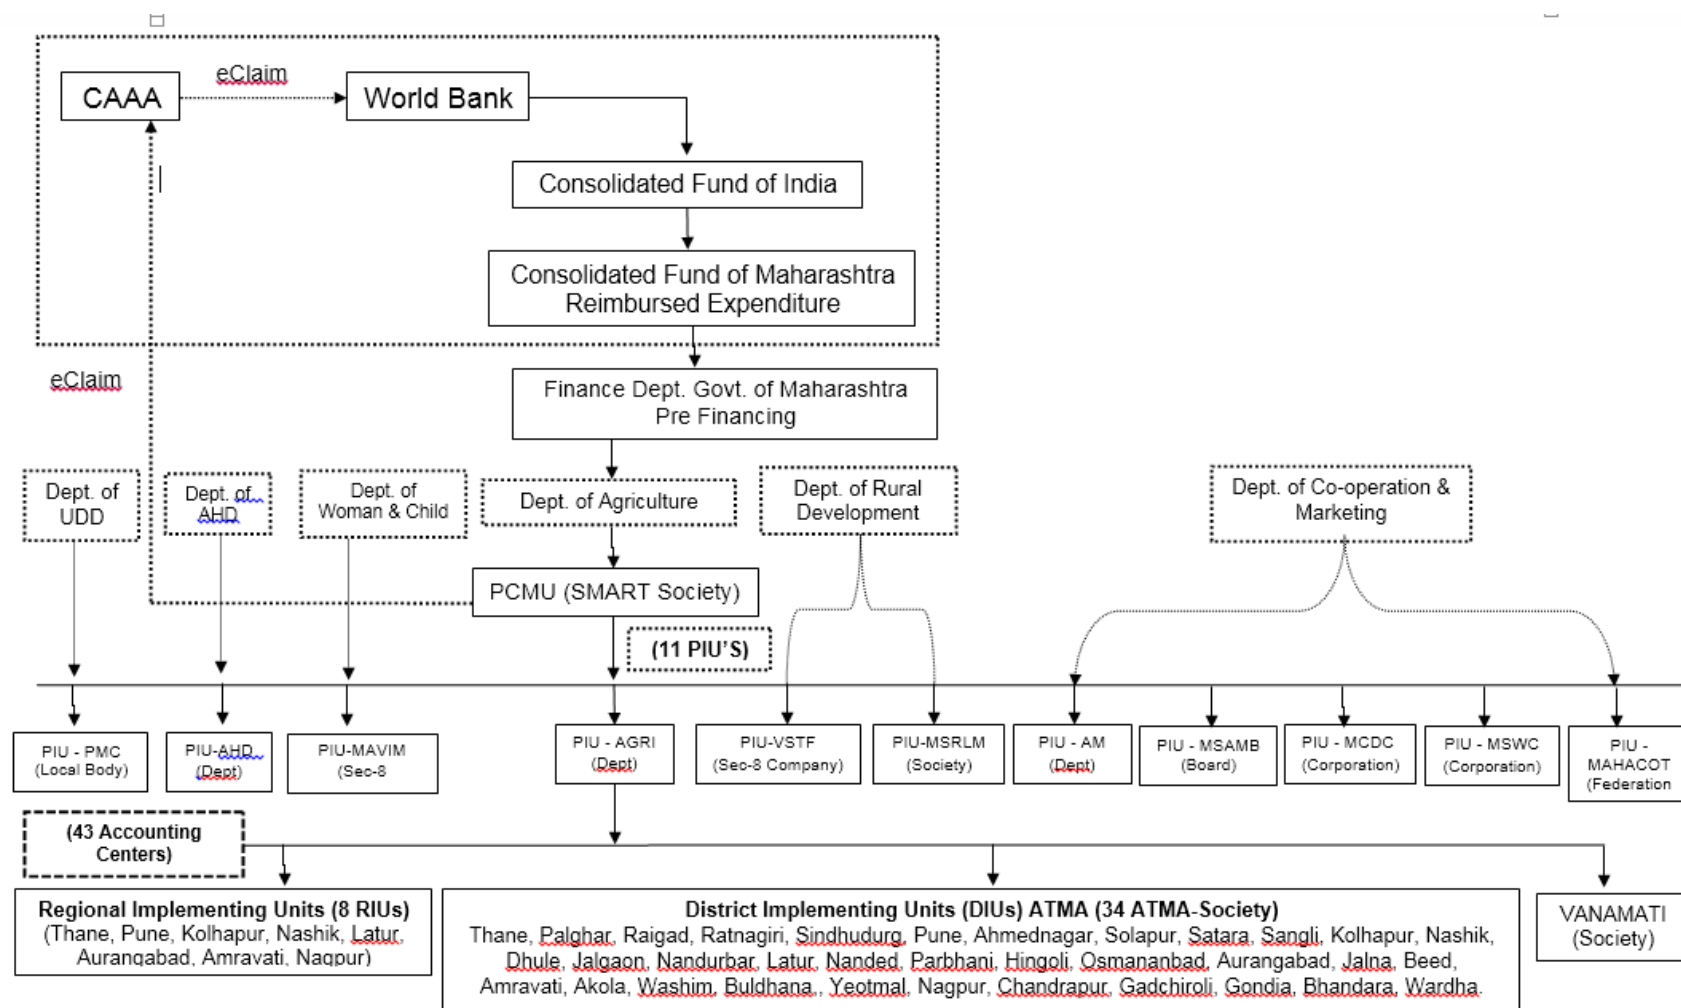 eClaim
CAAA
World Bank
Consolidated Fund of India
Consolidated Fund of Maharashtra
Reimbursed Expenditure
eClaim
Finance Dept. Govt. of Maharashtra
Pre Financing
Dept. of
UDD
Dept. of
AHD
Dept. of
Woman & Child
Dept. of Agriculture
Dept. of Rural
Development
Dept. of Co-operation &
Marketing
PCMU (SMART Society)
(11 PIU'S)
PIU - PMC
(Local Body)
PIU-AHD
(Dept)
PIU-MAVIM
(Sec-8
PIU - AGRI
(Dept)
PIU-VSTF
(Sec-8 Company)
PIU-MSRLM
(Society)
PIU - AM
(Dept)
PIU - MSAMB
(Board)
PIU - MCDC
(Corporation)
PIU - MSWC
(Corporation)
PIU -
MAHACOT
(Federation
(43 Accounting
Centers)
Regional Implementing Units (8 RIUs)
(Thane, Pune, Kolhapur, Nashik, Latur,
Aurangabad, Amravati, Nagpur)
District Implementing Units (DIUs) ATMA (34 ATMA-Society)
Thane, Palghar, Raigad, Ratnagiri, Sindhudurg, Pune, Ahmednagar, Solapur, Satara, Sangli, Kolhapur, Nashik,
Dhule, Jalgaon, Nandurbar, Latur, Nanded, Parbhani, Hingoli, Osmananbad, Aurangabad, Jalna, Beed,
Amravati, Akola, Washim, Buldhana,, Yeotmal, Nagpur, Chandrapur, Gadchiroli, Gondia, Bhandara, Wardha.
VANAMATI
(Society)